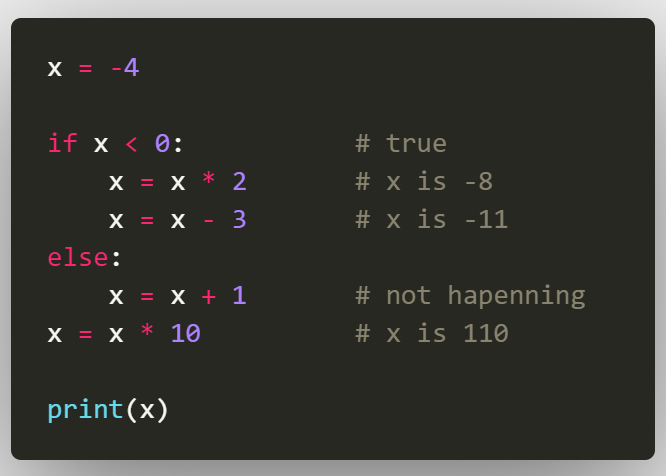 x = -4
if x < 0:              # true
    x = x * 2       # x is -8
    x = x - 3       # x is -11
else:
    x = x + 1       # not hapenning
x = x * 10          # x is 110
print(x)